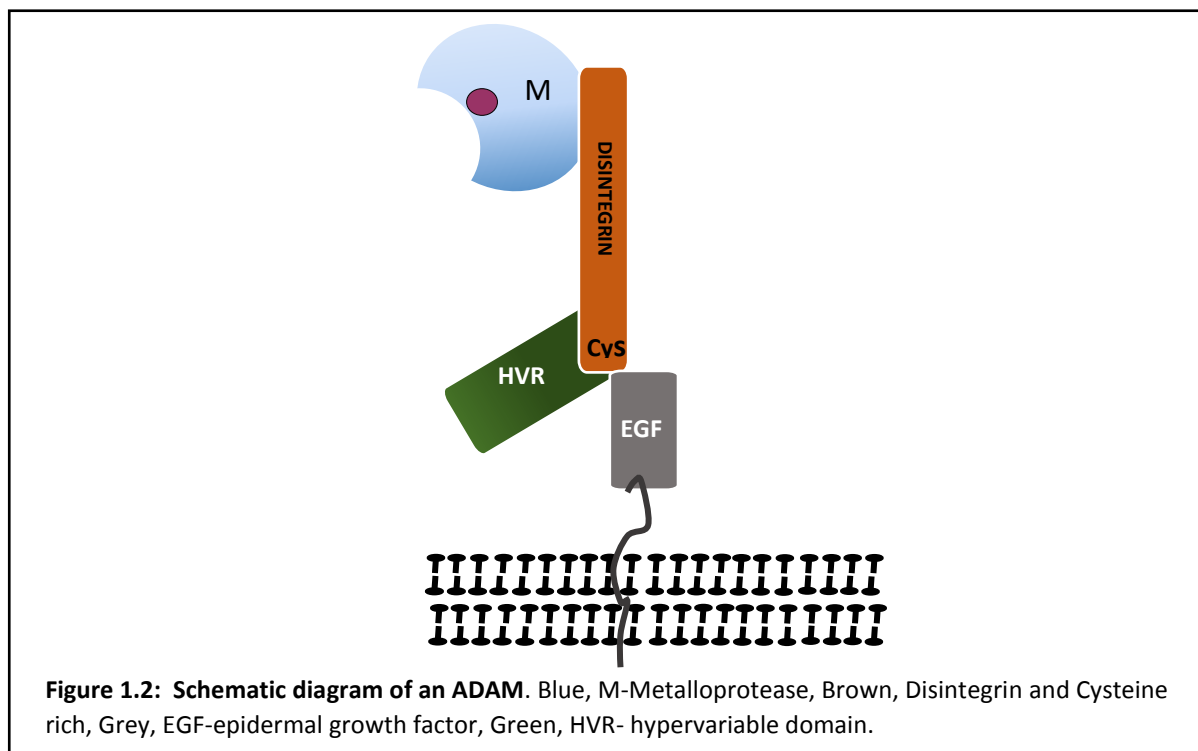 M
DISINTEGRIN
Cys
HVR
EGF
Figure 1.2: Schematic diagram of an ADAM. Blue, M-Metalloprotease, Brown, Disintegrin and Cysteine
rich, Grey, EGF-epidermal growth factor, Green, HVR- hypervariable domain.